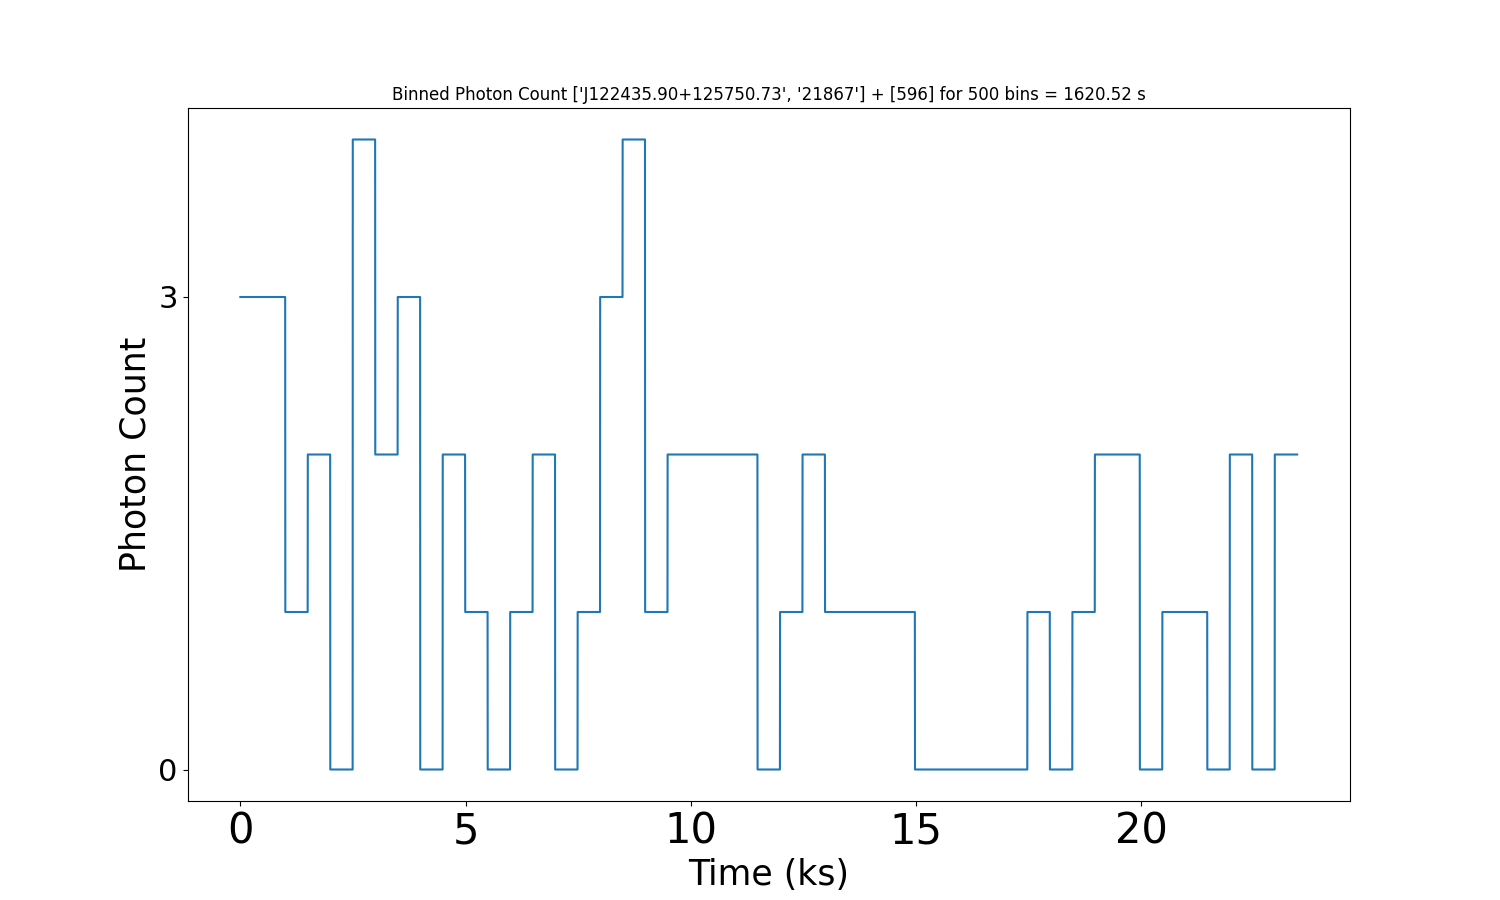 Binned Photon Count ['J122435.90+125750.73', '21867'] + [596] for 500 bins = 1620.52 s
3
0
Photon Count
0 5 10 15 20
Time (ks)